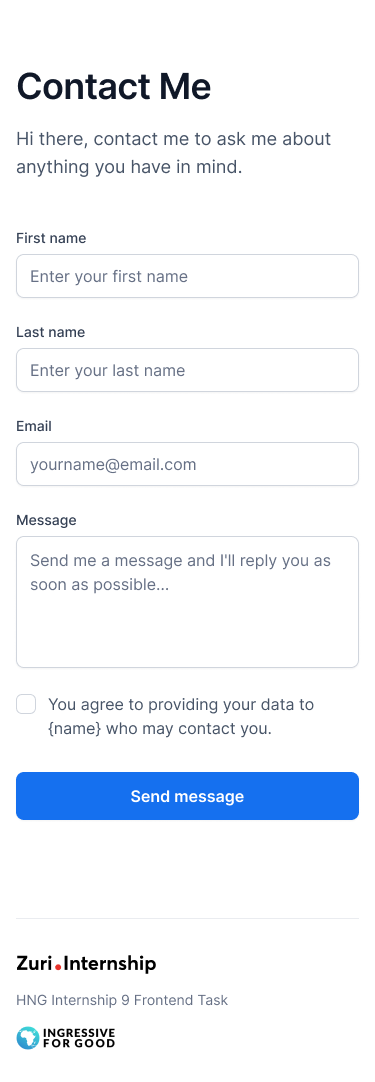 Contact Me
Hi there, contact me to ask me about
anything you have in mind.
First name
Enter your first name
Last name
Enter your last name
Email
yourname@email.com
Message
Send me a message and I'll reply you as
soon as possible...
You agree to providing your data to
{name} who may contact you.
Send message
Zuri.Internship
HNG Internship 9 Frontend Task
INGRESSIVE
FOR GOOD